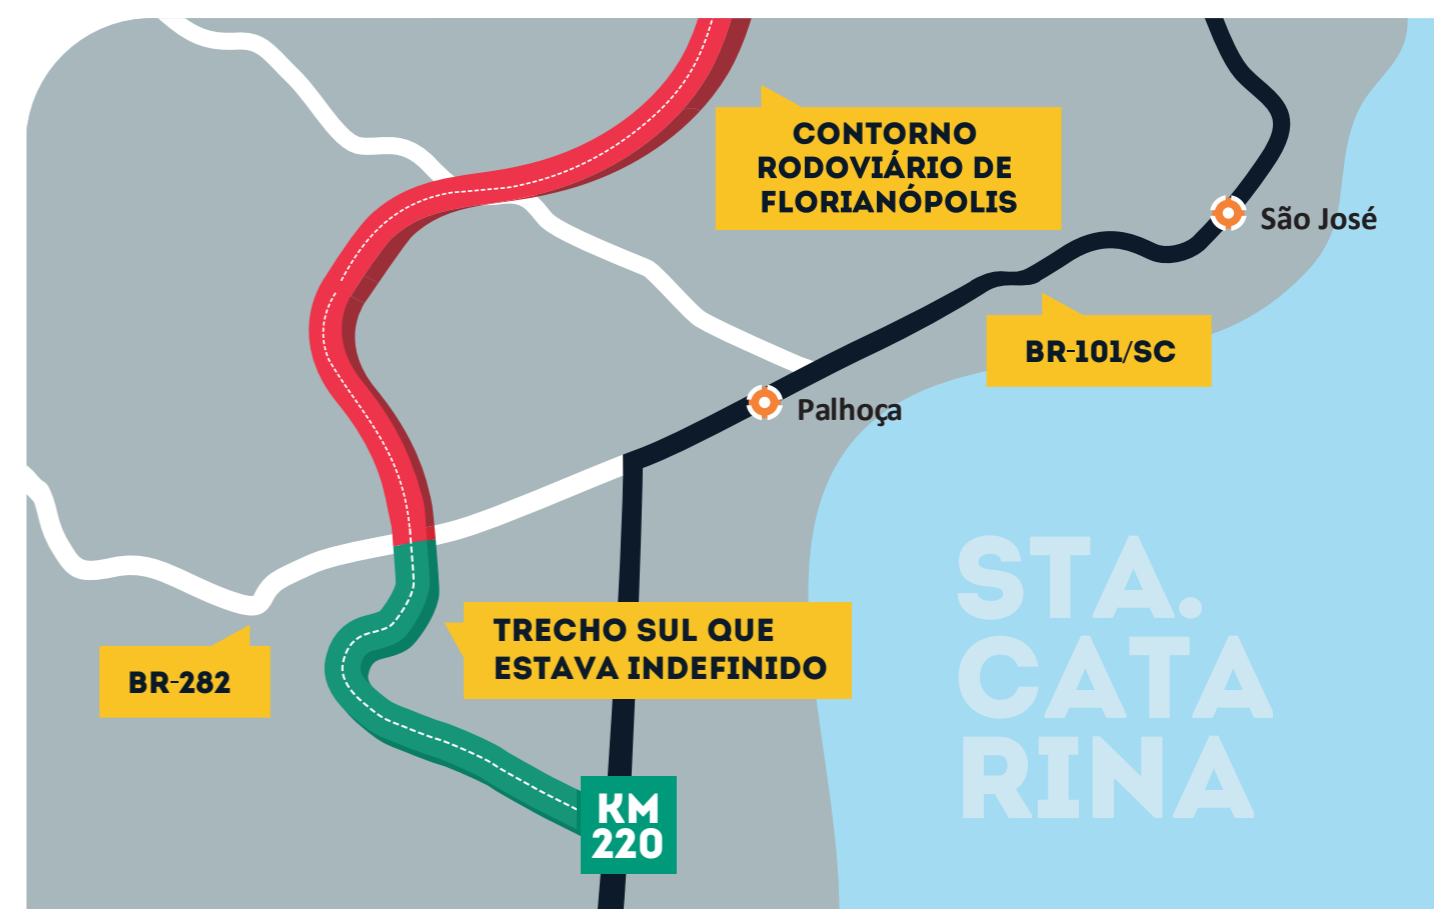 CONTORNO
RODOVIÁRIO DE
FLORIANÓPOLIS
São José
BR-101/SC
Palhoça
STA.
CATA
RINA
TRECHO SUL QUE
ESTAVA INDEFINIDO
BR-282
KM
220